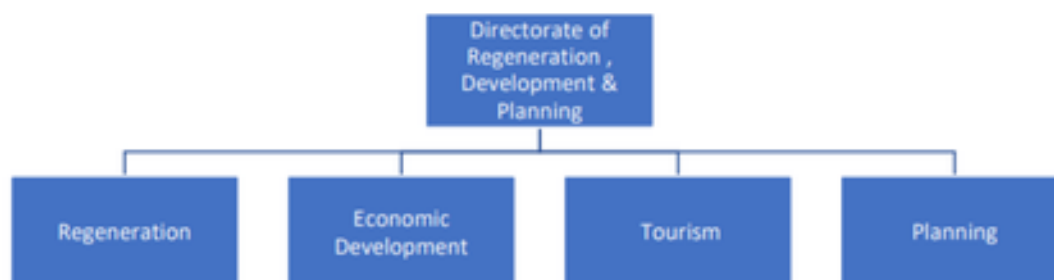 Directorate of
Regeneration ,
Development &
Planning
Regeneration
Economic
Development
Tourism
Planning